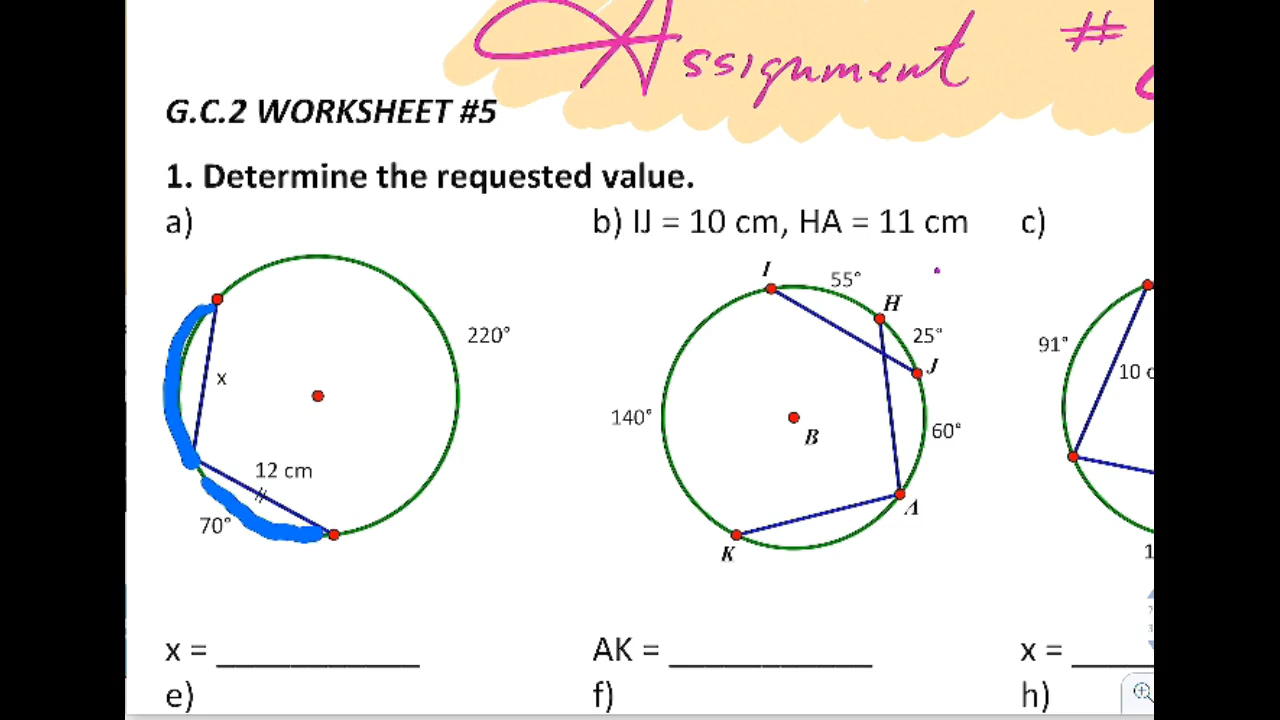 Assignment #
G.C.2 WORKSHEET #5
1. Determine the requested value.
a)
b) IJ = 10 cm, HA = 11 cm
c)
220°
x
12 cm
70°
I
55°
H
25°
J
140°
B
60°
A
K
91°
10
x = ____________
AK = ____________
x = _____
e)
f)
h)